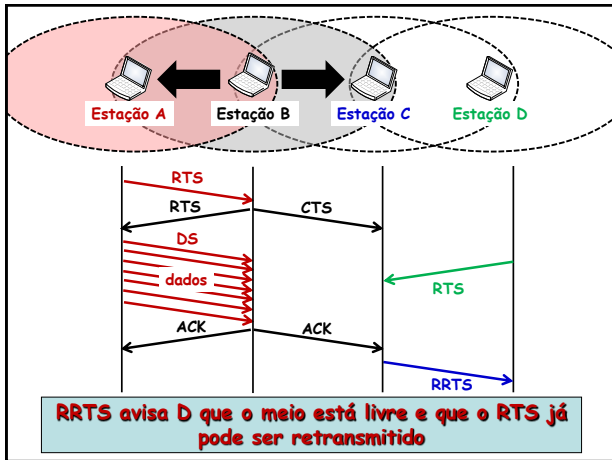 Estação A
Estação B
Estação C
Estação D
RTS
RTS
CTS
DS
dados
RTS
ACK
ACK
RRTS
RRTS avisa D que o meio está livre e que o RTS já
pode ser retransmitido